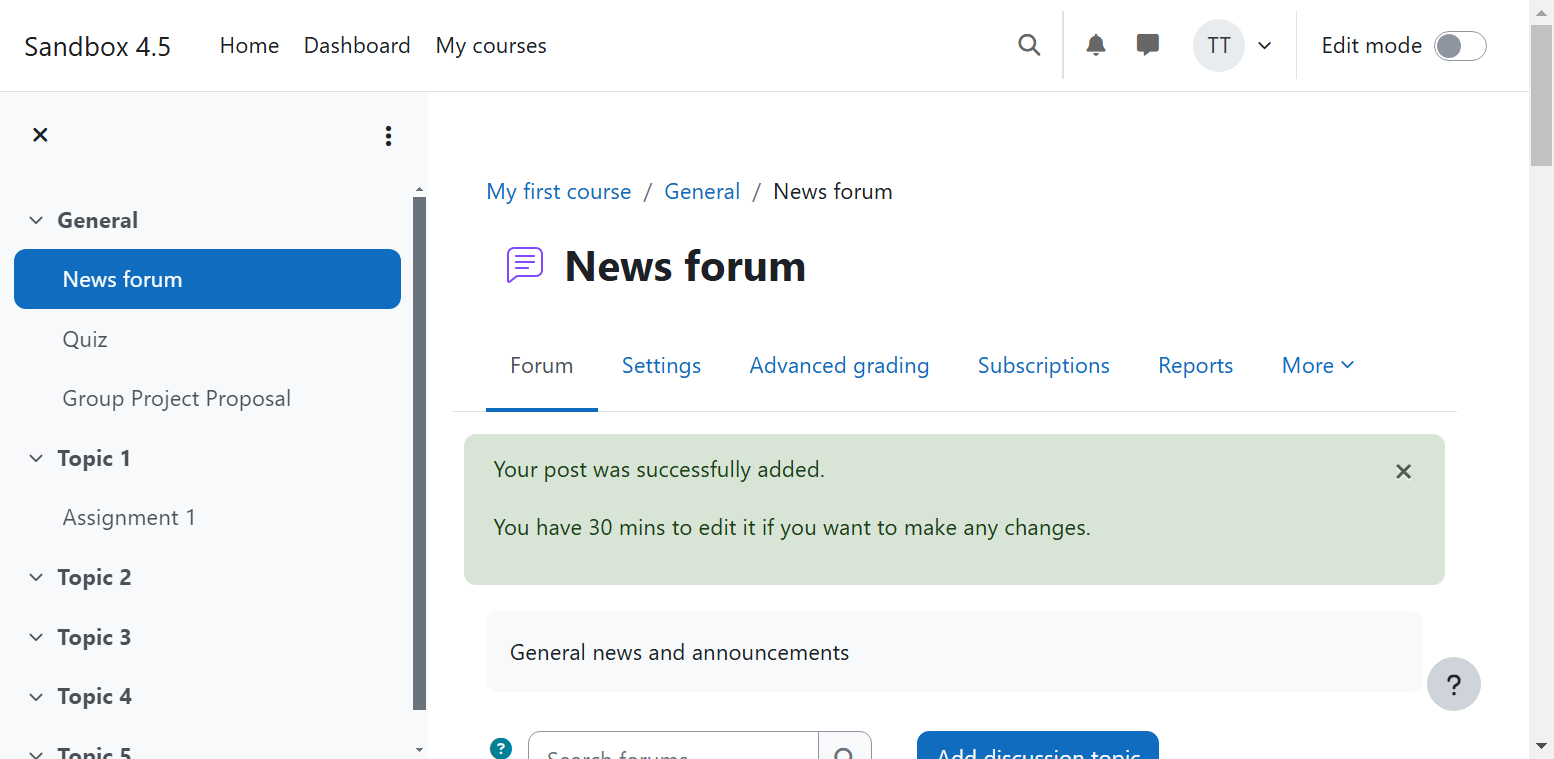 Sandbox 4.5 Home Dashboard My courses TT Edit mode
General
News forum
Quiz
Group Project Proposal
Topic 1
Assignment 1
Topic 2
Topic 3
Topic 4
Topic 5
My first course / General / News forum
News forum
Forum Settings Advanced grading Subscriptions Reports More
Your post was successfully added.
You have 30 mins to edit it if you want to make any changes.
General news and announcements
?
? Search forums Add discussion topic